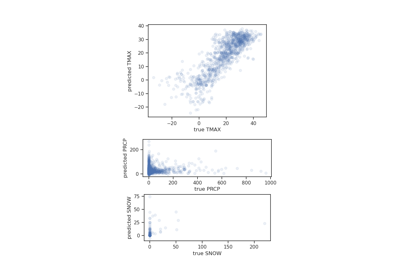 40
30
20
10
0
−10
−20
predicted TMAX
−20 0 20 40
true TMAX
200
0
predicted PRCP
0 200 400 600 800 1000
true PRCP
75
50
25
0
predicted SNOW
0 50 100 150 200
true SNOW